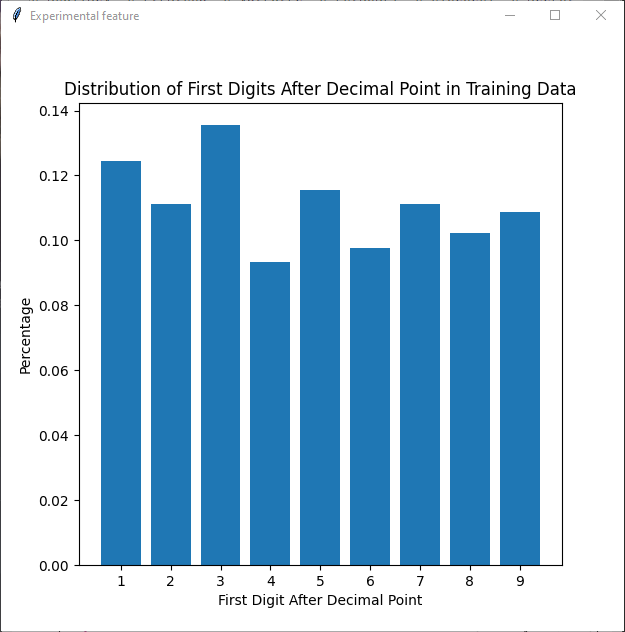 Experimental feature
Distribution of First Digits After Decimal Point in Training Data
Percentage
0.14
0.12
0.10
0.08
0.06
0.04
0.02
0.00
1 2 3 4 5 6 7 8 9
First Digit After Decimal Point